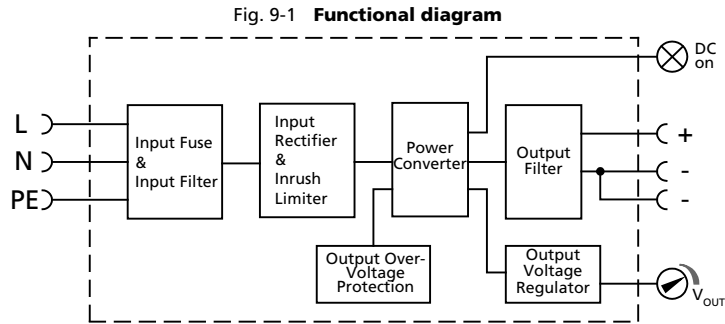 Fig. 9-1 Functional diagram
DC
on
L
N
PE
Input Fuse
&
Input Filter
Input
Rectifier
&
Inrush
Limiter
Power
Converter
Output
Filter
+
-
-
Output Over-
Voltage
Protection
Output
Voltage
Regulator
VOUT